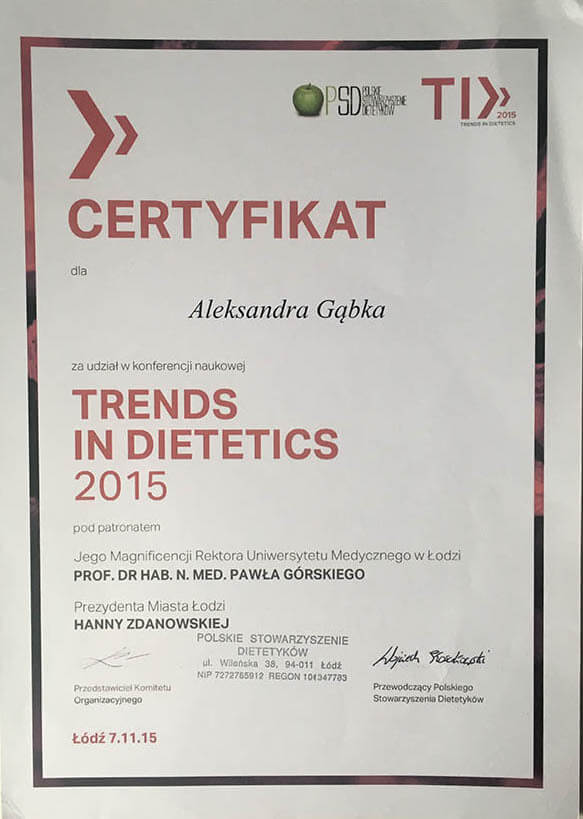 PSD POLSKIE
STOWARZYSZENIE
DIETETYKÓW
TID
2015
TRENDS IN DIETETICS
CERTYFIKAT
dla
Aleksandra Gąbka
za udział w konferencji naukowej
TRENDS
IN DIETETICS
2015
pod patronatem
Jego Magnificencji Rektora Uniwersytetu Medycznego w Łodzi
PROF. DR HAB. N. MED. PAWŁA GÓRSKIEGO
Prezydenta Miasta Łodzi
HANNY ZDANOWSKIEJ
POLSKIE STOWARZYSZENIE
DIETETYKÓW
ul. Wileńska 38, 94-011 Łódź
NIP 7272785912 REGON 101347783
Wojciech
Przedstawiciel Komitetu
Organizacyjnego
Przewodczący Polskiego
Stowarzyszenia Dietetyków
Łódź 7.11.15